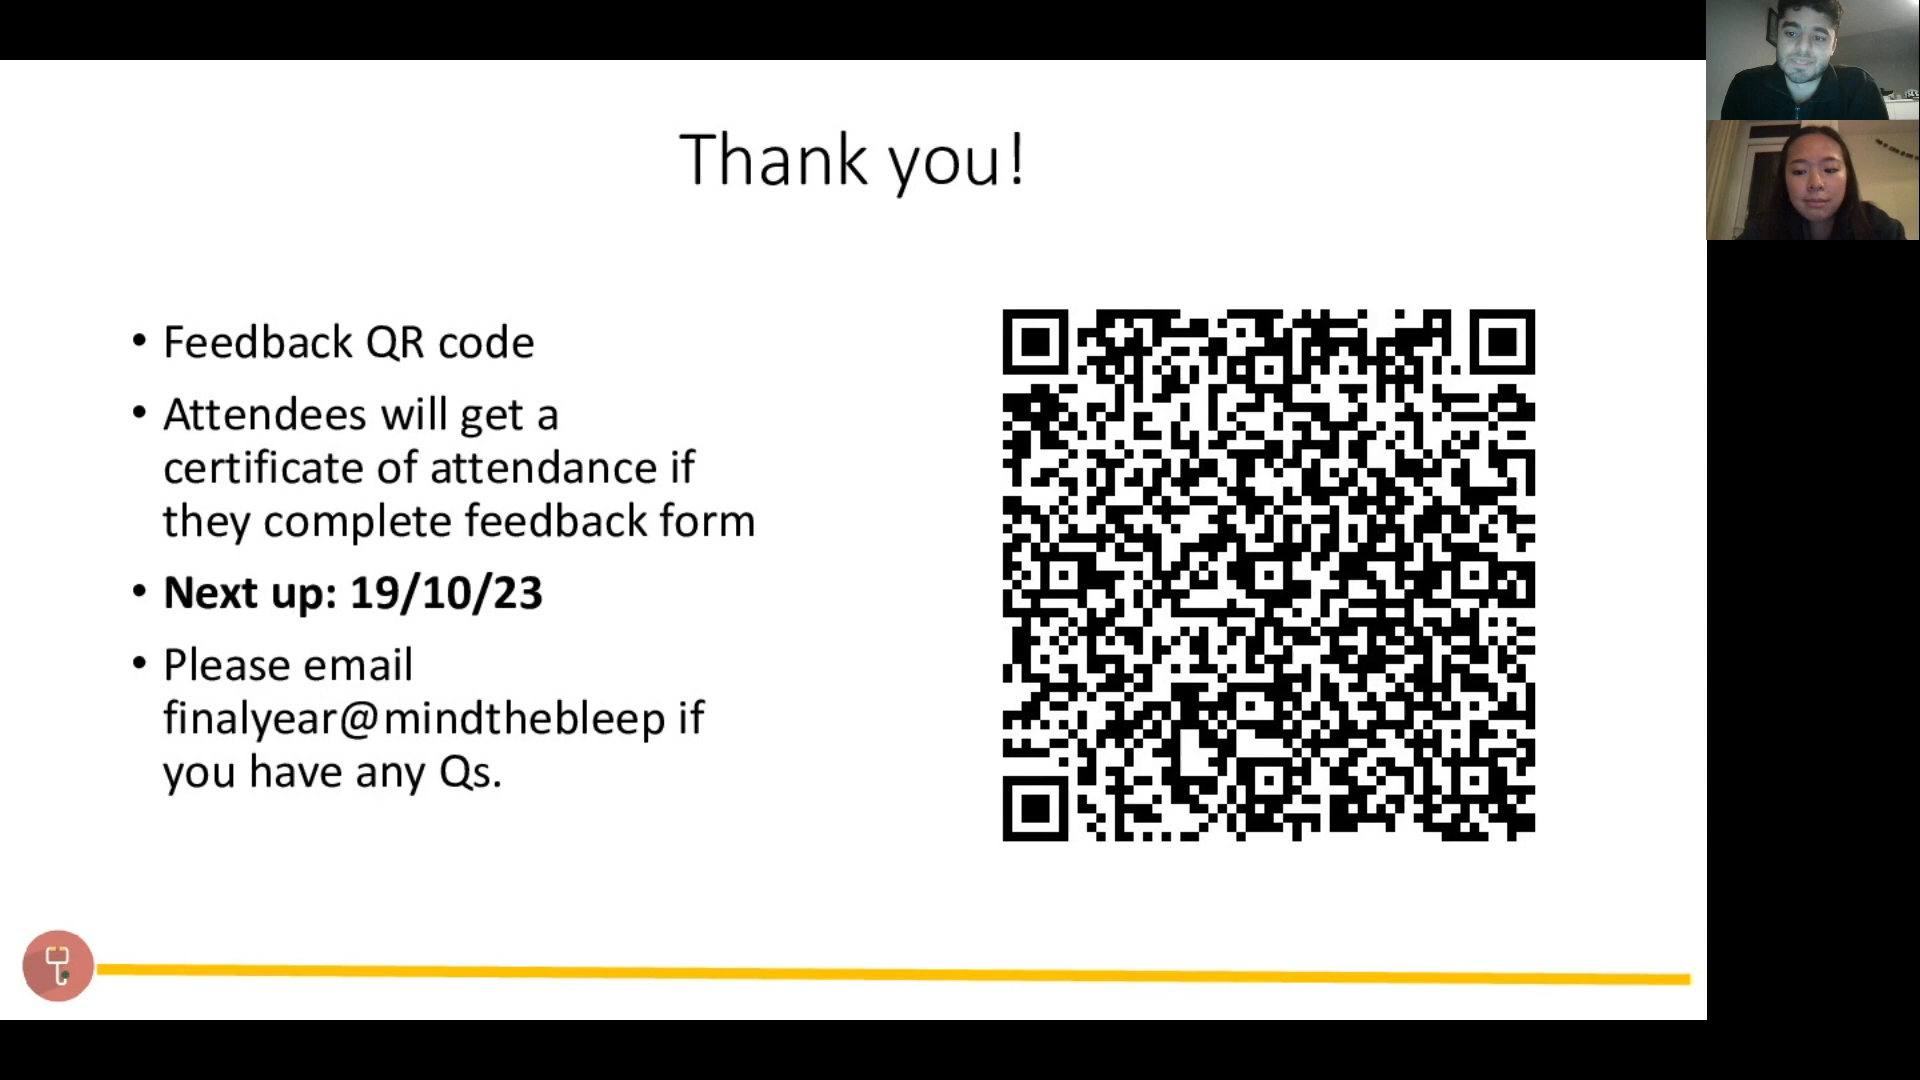 Thank you!
• Feedback QR code
• Attendees will get a
certificate of attendance if
they complete feedback form
• Next up: 19/10/23
• Please email
finalyear@mindthebleep if
you have any Qs.